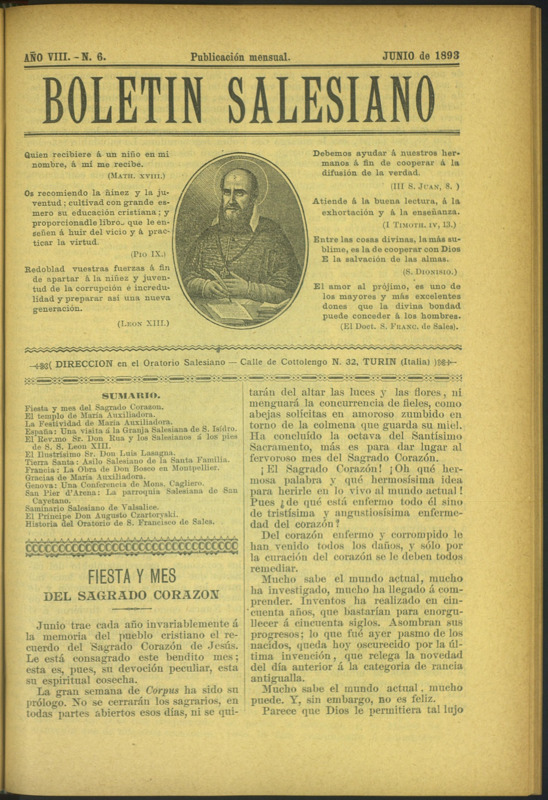 AÑO VIII. - N. 6.
Publicación mensual.
JUNIO de 1893
BOLETIN SALESIANO
Quien recibiere á un niño en mi
nombre, á mí me recibe.
(MATH. XVIII.)
Os recomiendo la niñez y la ju-
ventud; cultivad con grande es-
mero su educación cristiana; y
proporcionadle libros que le en-
señen á huir del vicio y á prac-
ticar la virtud.
(PIO IX.)
Redoblad vuestras fuerzas á fin
de apartar á la niñez y juven-
tud de la corrupción é incredu-
lidad y preparar así una nueva
generación.
(LEON XIII.)
Debemos ayudar á nuestros her-
manos á fin de cooperar á la
difusión de la verdad.
(III S. JUAN, 8.)
Atiende á la buena lectura, á la
exhortación y á la enseñanza.
(I TIMOTH. IV, 13.)
Entre las cosas divinas, la más su-
blime, es la de cooperar con Dios
E la salvación de las almas.
(S. DIONISIO.)
El amor al prójimo, es uno de
los mayores y más excelentes
dones que la divina bondad
puede conceder á los hombres.
(El Doct. S. FRANC. de Sales).
DIRECCION en el Oratorio Salesiano — Calle de Cottolengo N. 32, TURIN (Italia)
SUMARIO.
Fiesta y mes del Sagrado Corazon.
El templo de María Auxiliadora.
La Festividad de María Auxiliadora.
España: Una visita á la Granja Salesiana de S. Isidro.
El Rev.mo Sr. Don Rua y los Salesianos á los pies
de S. S. Leon XIII.
El Ilustrísimo Sr. Don Luis Lasagna.
Tierra Santa: Asilo Salesiano de la Santa Familia.
Francia: La Obra de Don Bosco en Montpellier.
Gracias de María Auxiliadora.
Genova: Una Conferencia de Mons. Cagliero.
San Pier d'Arena: La parroquia Salesiana de San
Cayetano.
Seminario Salesiano de Valsalice.
El Príncipe Don Augusto Czartoryski.
Historia del Oratorio de S. Francisco de Sales.
FIESTA Y MES
DEL SAGRADO CORAZON
Junio trae cada año invariablemente á
la memoria del pueblo cristiano el re-
cuerdo del Sagrado Corazón de Jesús.
Le está consagrado este bendito mes;
esta es, pues, su devoción peculiar, esta
su espiritual cosecha.
La gran semana de Corpus ha sido su
prólogo. No se cerrarán los sagrarios, en
todas partes abiertos esos días, ni se qui-
tarán del altar las luces y las flores, ni
menguará la concurrencia de fieles, como
abejas solícitas en amoroso zumbido en
torno de la colmena que guarda su miel.
Ha concluído la octava del Santísimo
Sacramento, más es para dar lugar al
fervoroso mes del Sagrado Corazón.
¡El Sagrado Corazón! ¡Oh qué her-
mosa palabra y qué hermosísima idea
para herirle en lo vivo al mundo actual!
Pues ¿de qué está enfermo todo él sino
de tristísima y angustiosísima enferme-
dad del corazón?
Del corazón enfermo y corrompido le
han venido todos los daños, y sólo por
la curación del corazón se le deben todos
remediar.
Mucho sabe el mundo actual, mucho
ha investigado, mucho ha llegado á com-
prender. Inventos ha realizado en cin-
cuenta años, que bastarían para enorgu-
llecer á cincuenta siglos. Asombran sus
progresos; lo que fué ayer pasmo de los
nacidos, queda hoy oscurecido por la úl-
tima invención, que relega la novedad
del día anterior á la categoria de rancia
antigualla.
Mucho sabe el mundo actual, mucho
puede. Y, sin embargo, no es feliz.
Parece que Dios le permitiera tal lujo